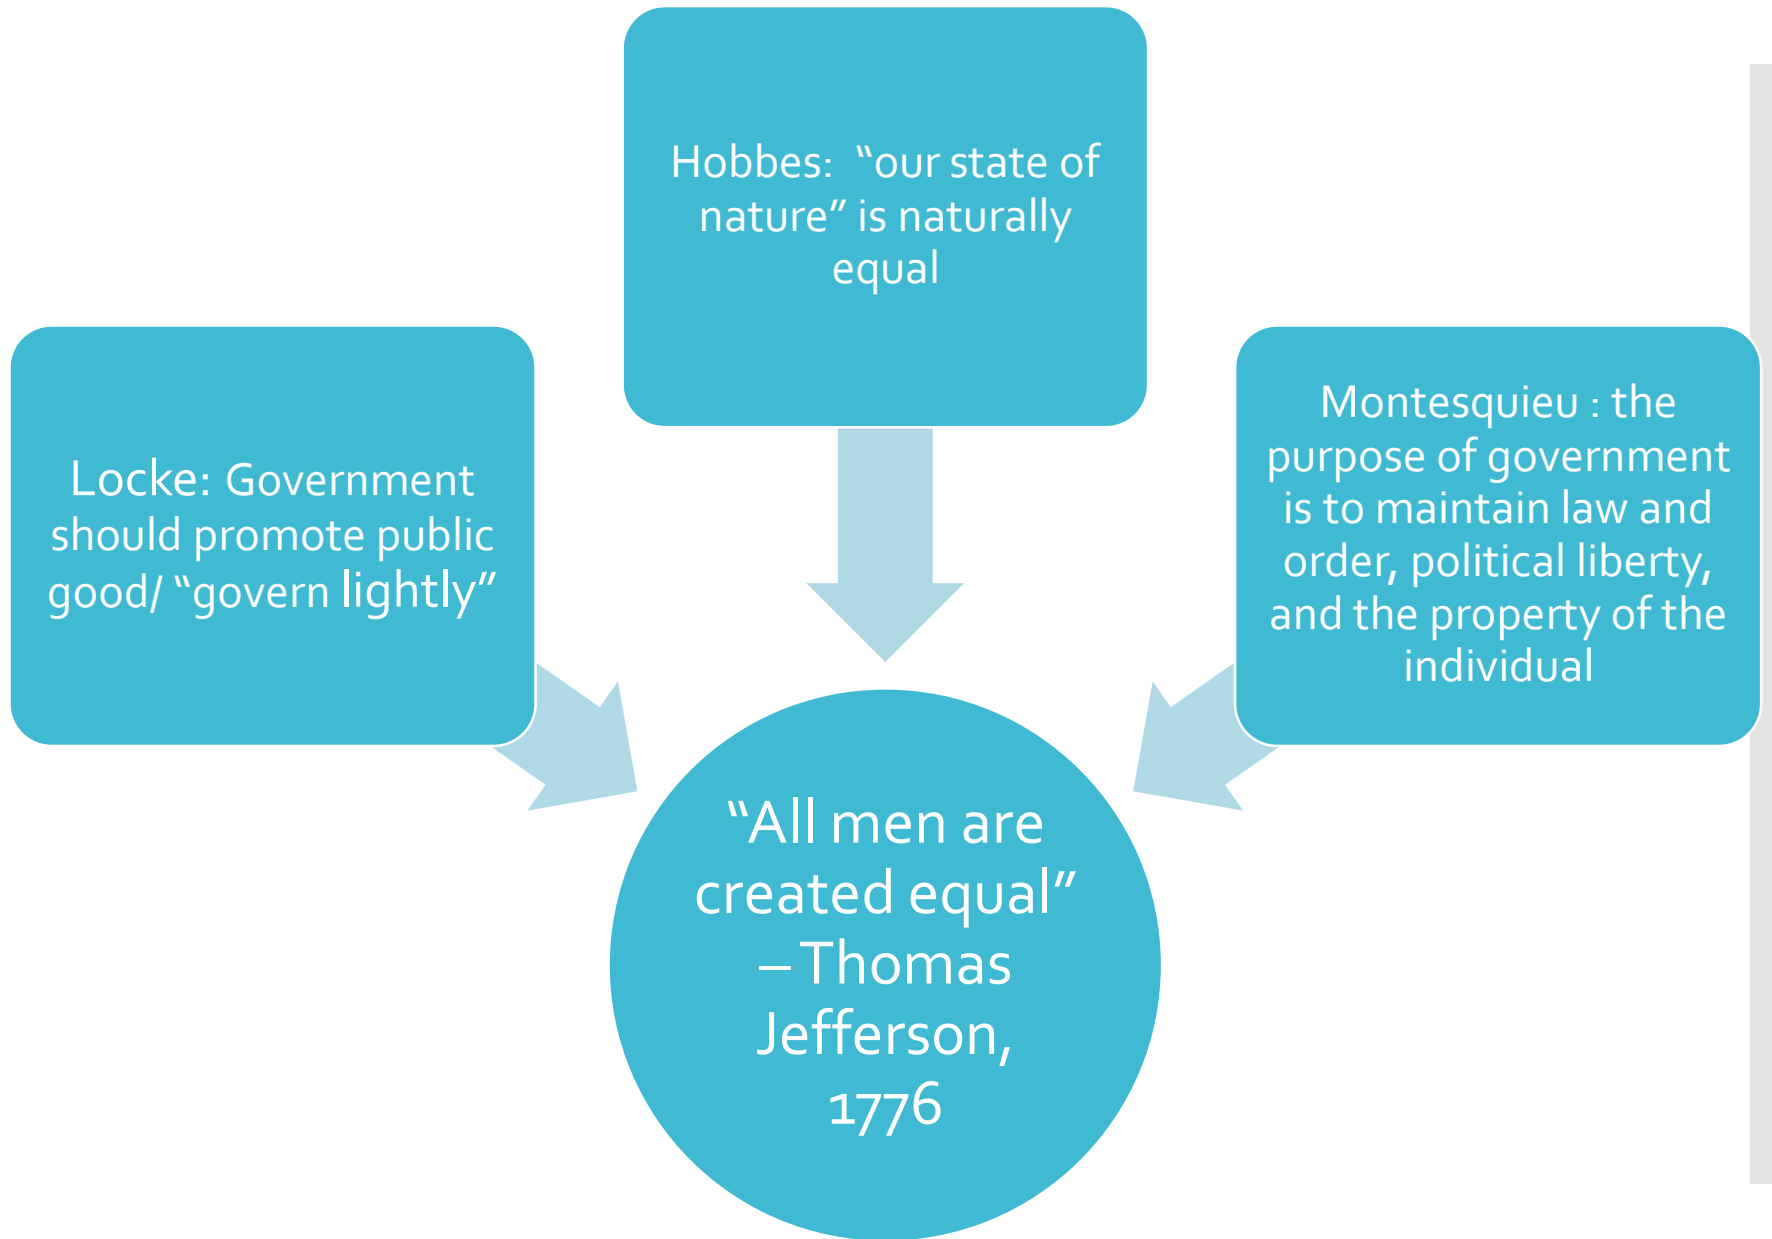 Hobbes: “our state of
nature” is naturally
equal
Locke: Government
should promote public
good/ “govern lightly”
Montesquieu : the
purpose of government
is to maintain law and
order, political liberty,
and the property of the
individual
“All men are
created equal”
– Thomas
Jefferson,
1776